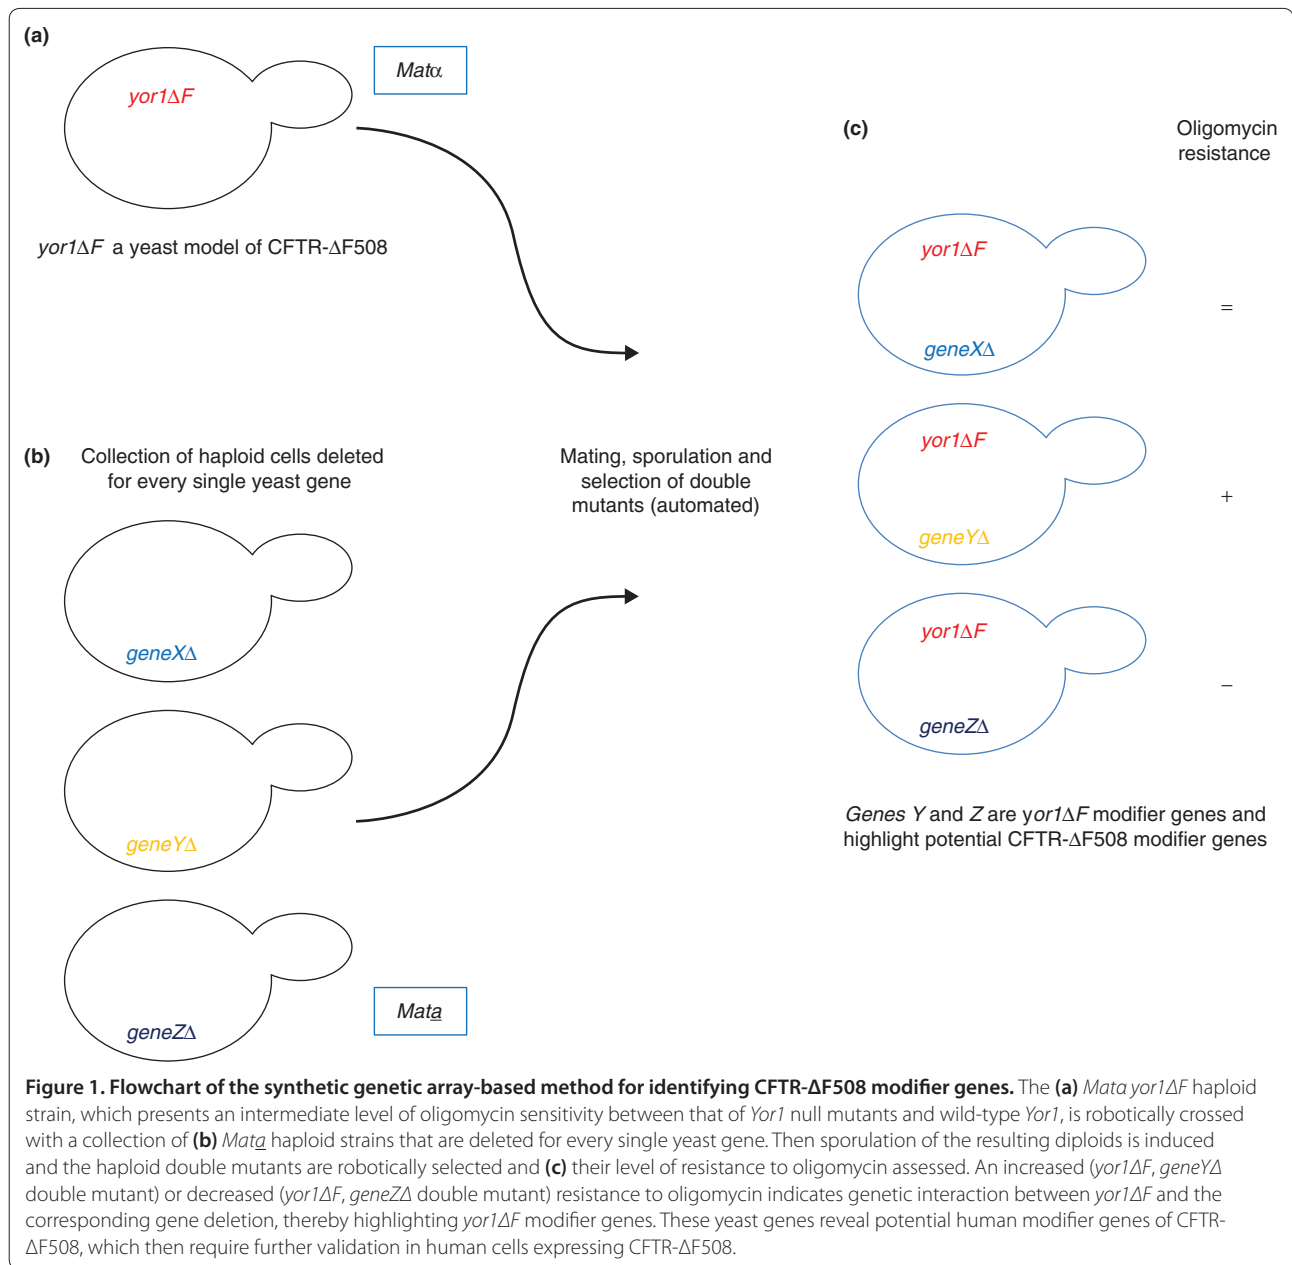 (a)
Matα
yor1ΔF
yor1ΔF a yeast model of CFTR-ΔF508
(b) Collection of haploid cells deleted
for every single yeast gene
geneXΔ
geneYΔ
geneZΔ
Mata
Mating, sporulation and
selection of double
mutants (automated)
(c)
Oligomycin
resistance
yor1ΔF
geneXΔ
=
yor1ΔF
geneYΔ
+
yor1ΔF
geneZΔ
−
Genes Y and Z are yor1ΔF modifier genes and
highlight potential CFTR-ΔF508 modifier genes
Figure 1. Flowchart of the synthetic genetic array-based method for identifying CFTR-ΔF508 modifier genes. The (a) Matα yor1ΔF haploid
strain, which presents an intermediate level of oligomycin sensitivity between that of Yor1 null mutants and wild-type Yor1, is robotically crossed
with a collection of (b) Mata haploid strains that are deleted for every single yeast gene. Then sporulation of the resulting diploids is induced
and the haploid double mutants are robotically selected and (c) their level of resistance to oligomycin assessed. An increased (yor1ΔF, geneYΔ
double mutant) or decreased (yor1ΔF, geneZΔ double mutant) resistance to oligomycin indicates genetic interaction between yor1ΔF and the
corresponding gene deletion, thereby highlighting yor1ΔF modifier genes. These yeast genes reveal potential human modifier genes of CFTR-
ΔF508, which then require further validation in human cells expressing CFTR-ΔF508.